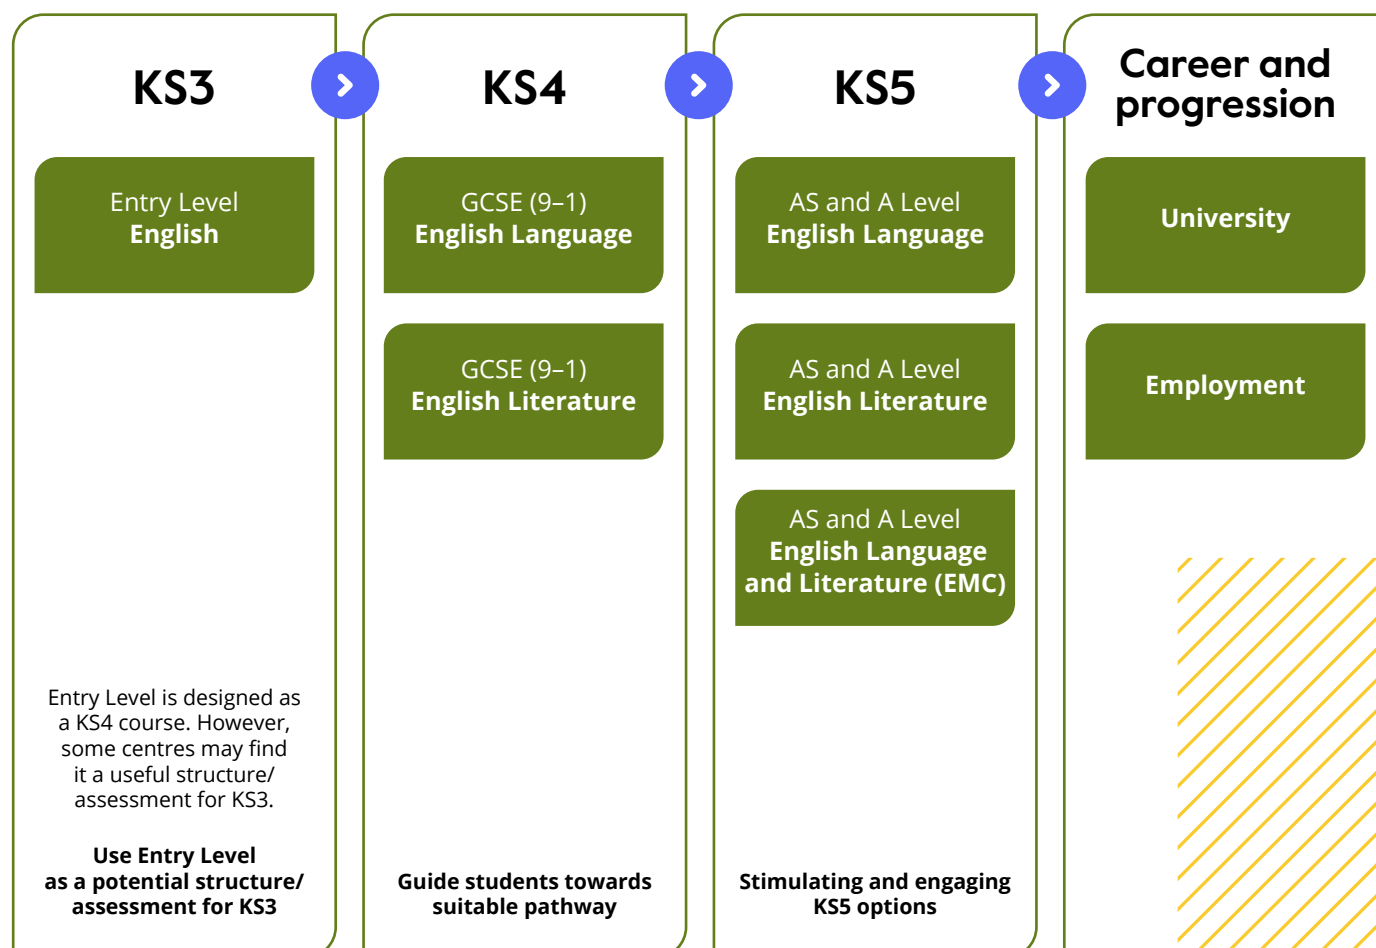 KS3
Entry Level
English
Entry Level is designed as
a KS4 course. However,
some centres may find
it a useful structure/
assessment for KS3.
Use Entry Level
as a potential structure/
assessment for KS3
KS4
GCSE (9–1)
English Language
GCSE (9–1)
English Literature
Guide students towards
suitable pathway
KS5
AS and A Level
English Language
AS and A Level
English Literature
AS and A Level
English Language
and Literature (EMC)
Stimulating and engaging
KS5 options
Career and
progression
University
Employment